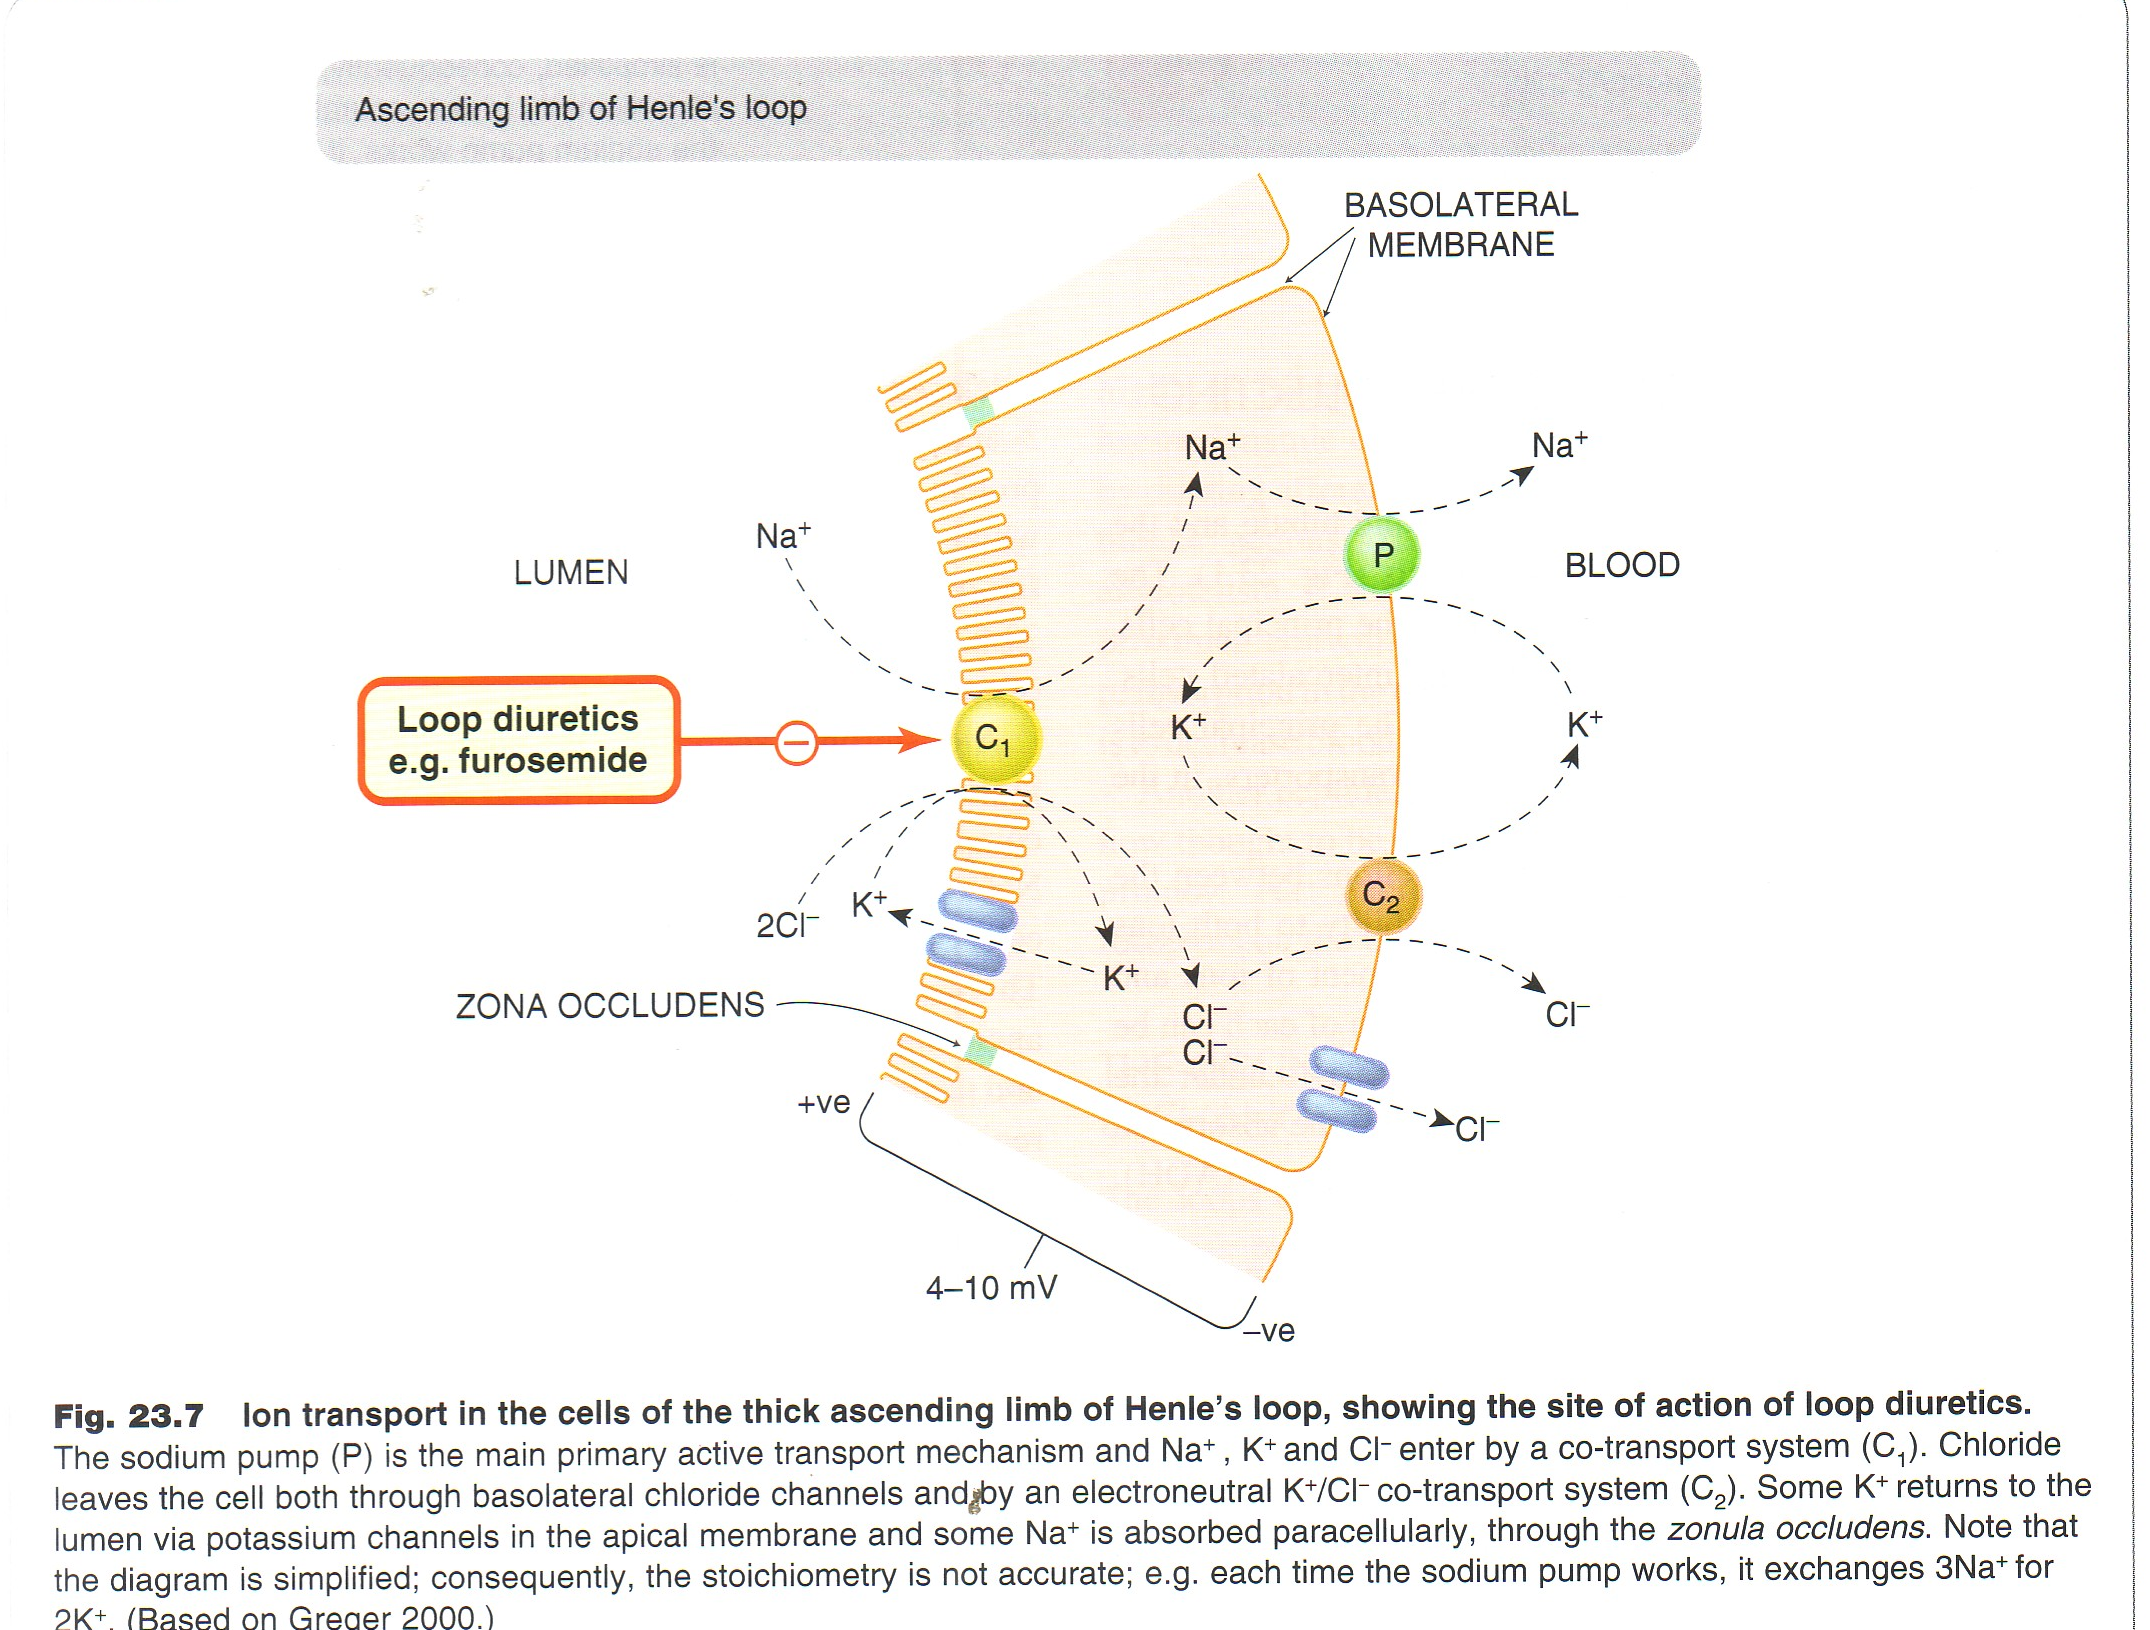 Ascending limb of Henle's loop
BASOLATERAL
MEMBRANE
Na⁺
Na⁺
Na⁺
LUMEN
P
BLOOD
Loop diuretics
e.g. furosemide
−
C₁
K⁺
K⁺
C₂
2Cl⁻
K⁺
K⁺
ZONA OCCLUDENS
Cl⁻
Cl⁻
Cl⁻
Cl⁻
+ve
4–10 mV
–ve
Fig. 23.7 Ion transport in the cells of the thick ascending limb of Henle's loop, showing the site of action of loop diuretics.
The sodium pump (P) is the main primary active transport mechanism and Na⁺, K⁺ and Cl⁻ enter by a co-transport system (C₁). Chloride
leaves the cell both through basolateral chloride channels and by an electroneutral K⁺/Cl⁻ co-transport system (C₂). Some K⁺ returns to the
lumen via potassium channels in the apical membrane and some Na⁺ is absorbed paracellularly, through the zonula occludens. Note that
the diagram is simplified; consequently, the stoichiometry is not accurate; e.g. each time the sodium pump works, it exchanges 3Na⁺ for
2K⁺. (Based on Greger 2000.)